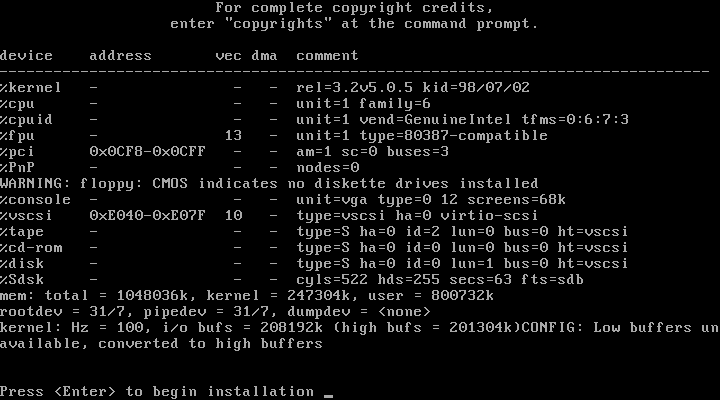 For complete copyright credits,
enter "copyrights" at the command prompt.
device    address     vec dma  comment
--------------------------------------------------------------------------------
%kernel   -            -   -   rel=3.2v5.0.5 kid=98/07/02
%cpu      -            -   -   unit=1 family=6
%cpuid    -            -   -   unit=1 vend=GenuineIntel tfms=0:6:7:3
%fpu      -           13   -   unit=1 type=80387-compatible
%pci      0x0CF8-0x0CFF -   -   am=1 sc=0 buses=3
%PnP      -            -   -   nodes=0
WARNING: floppy: CMOS indicates no diskette drives installed
%console  -            -   -   unit=vga type=0 12 screens=68k
%vscsi    0xE040-0xE07F 10  -   type=vscsi ha=0 virtio-scsi
%tape     -            -   -   type=S ha=0 id=2 lun=0 bus=0 ht=vscsi
%cd-rom   -            -   -   type=S ha=0 id=0 lun=0 bus=0 ht=vscsi
%disk     -            -   -   type=S ha=0 id=0 lun=1 bus=0 ht=vscsi
%Sdsk     -            -   -   cyls=522 hds=255 secs=63 fts=sdb
mem: total = 1048036k, kernel = 247304k, user = 800732k
rootdev = 31/7, pipedev = 31/7, dumpdev = <none>
kernel: Hz = 100, i/o bufs = 208192k (high bufs = 201304k)CONFIG: Low buffers un
available, converted to high buffers
Press <Enter> to begin installation _